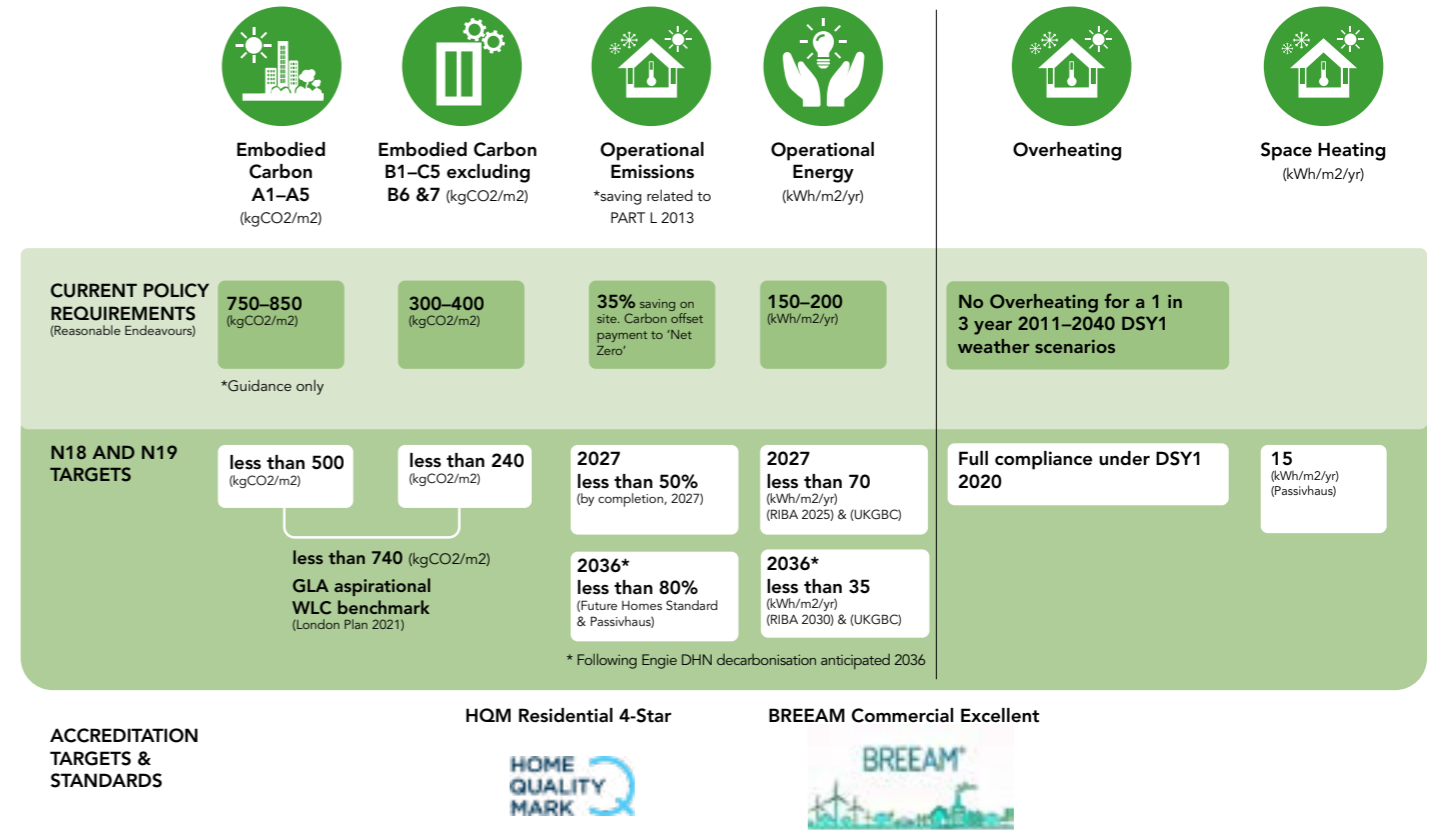 Embodied
Carbon
A1–A5
(kgCO2/m2)
Embodied Carbon
B1–C5 excluding
B6 &7 (kgCO2/m2)
Operational
Emissions
*saving related to
PART L 2013
Operational
Energy
(kWh/m2/yr)
Overheating
Space Heating
(kWh/m2/yr)
CURRENT POLICY
REQUIREMENTS
(Reasonable Endeavours)
750–850
(kgCO2/m2)
*Guidance only
300–400
(kgCO2/m2)
35% saving on
site. Carbon offset
payment to ‘Net
Zero’
150–200
(kWh/m2/yr)
No Overheating for a 1 in
3 year 2011–2040 DSY1
weather scenarios
N18 AND N19
TARGETS
less than 500
(kgCO2/m2)
less than 240
(kgCO2/m2)
less than 740 (kgCO2/m2)
GLA aspirational
WLC benchmark
(London Plan 2021)
2027
less than 50%
(by completion, 2027)
2036*
less than 80%
(Future Homes Standard
& Passivhaus)
2027
less than 70
(kWh/m2/yr)
(RIBA 2025) & (UKGBC)
2036*
less than 35
(kWh/m2/yr)
(RIBA 2030) & (UKGBC)
* Following Engie DHN decarbonisation anticipated 2036
Full compliance under DSY1
2020
15
(kWh/m2/yr)
(Passivhaus)
ACCREDITATION
TARGETS &
STANDARDS
HQM Residential 4-Star
HOME
QUALITY
MARK
BREEAM Commercial Excellent
BREEAM®